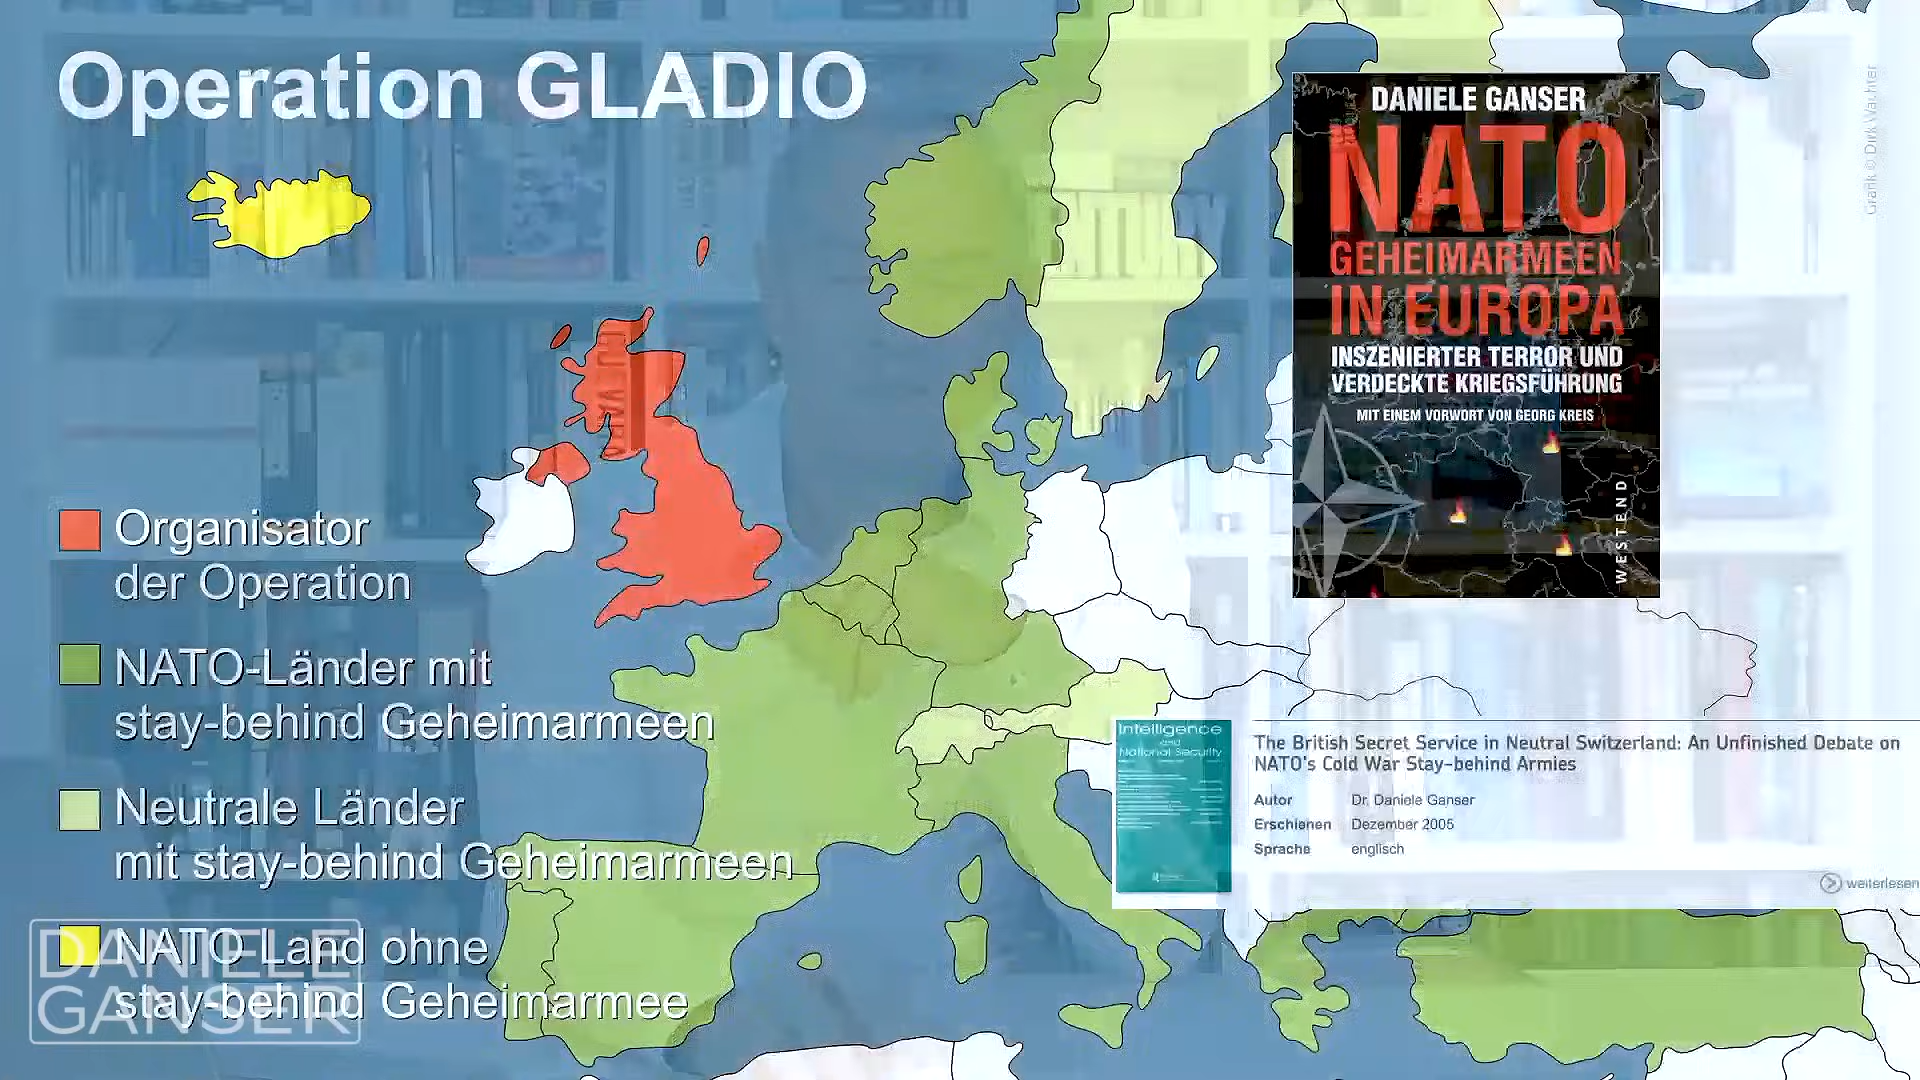 Operation GLADIO
Organisator
der Operation
NATO-Länder mit
stay-behind Geheimarmeen
Neutrale Länder
mit stay-behind Geheimarmeen
NATO-Land ohne
stay-behind Geheimarmee
DANIELE
GANSER
DANIELE GANSER
NATO
GEHEIMARMEEN
IN EUROPA
INSZENIERTER TERROR UND
VERDECKTE KRIEGSFÜHRUNG
MIT EINEM VORWORT VON GEORG KREIS
WESTEND
Grafik © Dirk Wächter
Intelligence
and
National Security
The British Secret Service in Neutral Switzerland: An Unfinished Debate on
NATO's Cold War Stay-behind Armies
Autor Dr. Daniele Ganser
Erschienen Dezember 2005
Sprache englisch
weiterlesen